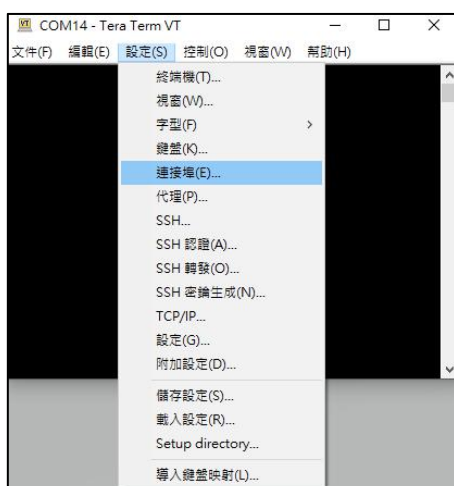 COM14 - Tera Term VT
文件(F) 編輯(E) 設定(S) 控制(O) 視窗(W) 幫助(H)
終端機(T)...
視窗(W)...
字型(F)
鍵盤(K)...
連接埠(E)...
代理(P)...
SSH...
SSH 認證(A)...
SSH 轉發(O)...
SSH 密鑰生成(N)...
TCP/IP...
設定(G)...
附加設定(D)...
儲存設定(S)...
載入設定(R)...
Setup directory...
導入鍵盤映射(L)...